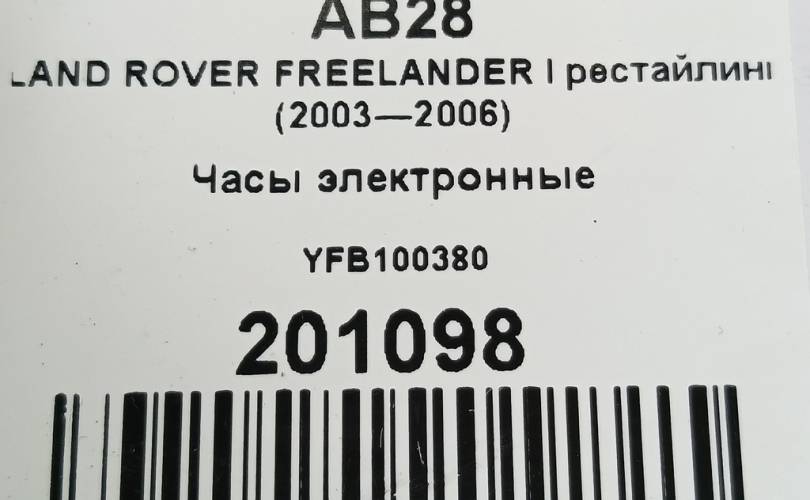 AB28
LAND ROVER FREELANDER I рестайлинг
(2003—2006)
Часы электронные
YFB100380
201098